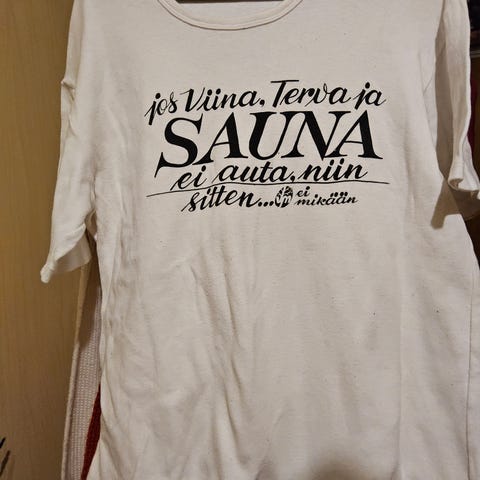 jos Viina, Terva ja
SAUNA
ei auta, niin
sitten... ei
mikään